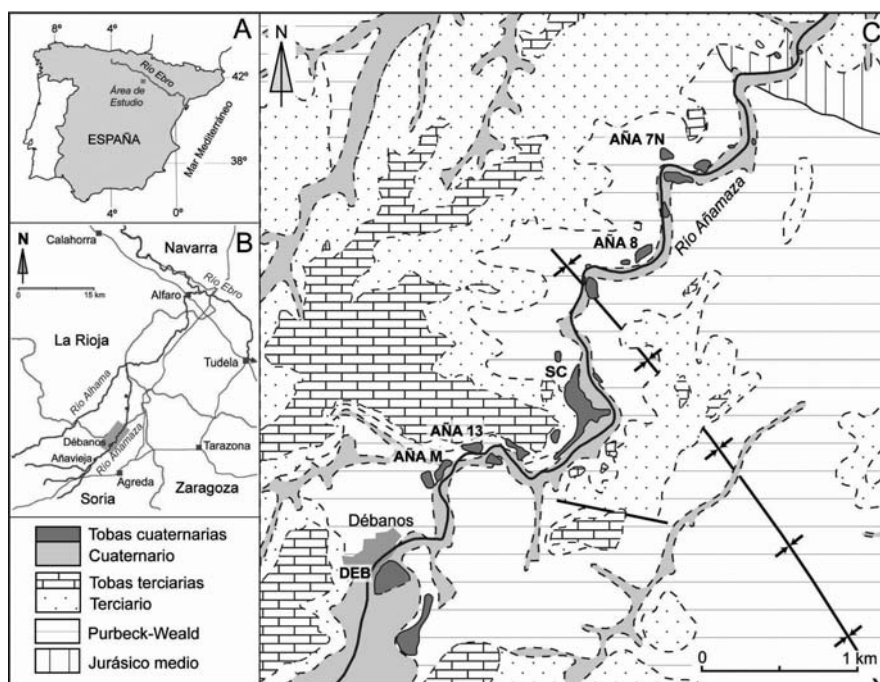 A
8°
4°
Río Ebro
42°
Área de
Estudio
ESPAÑA
Mar Mediterráneo
38°
4°
0°
B
N
Calahorra
Navarra
15 km
Río Ebro
Alfaro
La Rioja
Tudela
Río Alhama
Débanos
Añavieja
Río Añamaza
Tarazona
Agreda
Soria
Zaragoza
Tobas cuaternarias
Cuaternario
Tobas terciarias
Terciario
Purbeck-Weald
Jurásico medio
C
N
AÑA 7N
Río Añamaza
AÑA 8
SC
AÑA 13
AÑA M
Débanos
DEB
0
1 km